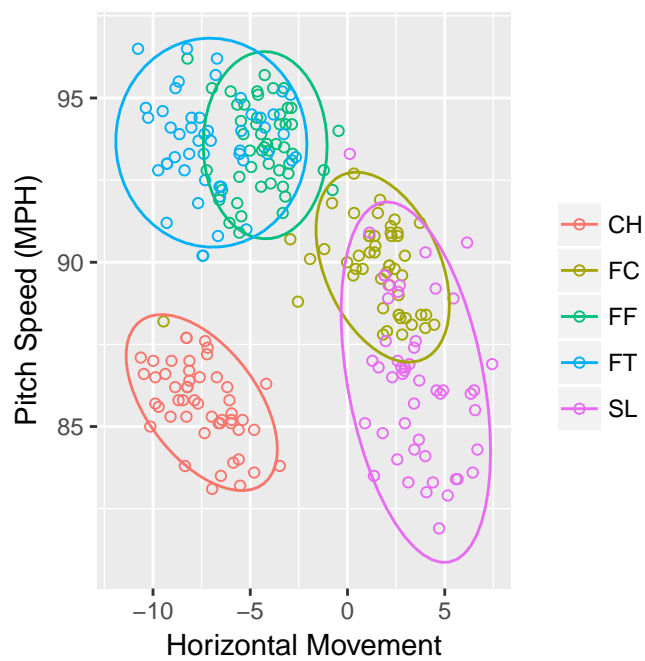 95
90
85
Pitch Speed (MPH)
−10 −5 0 5
Horizontal Movement
CH
FC
FF
FT
SL